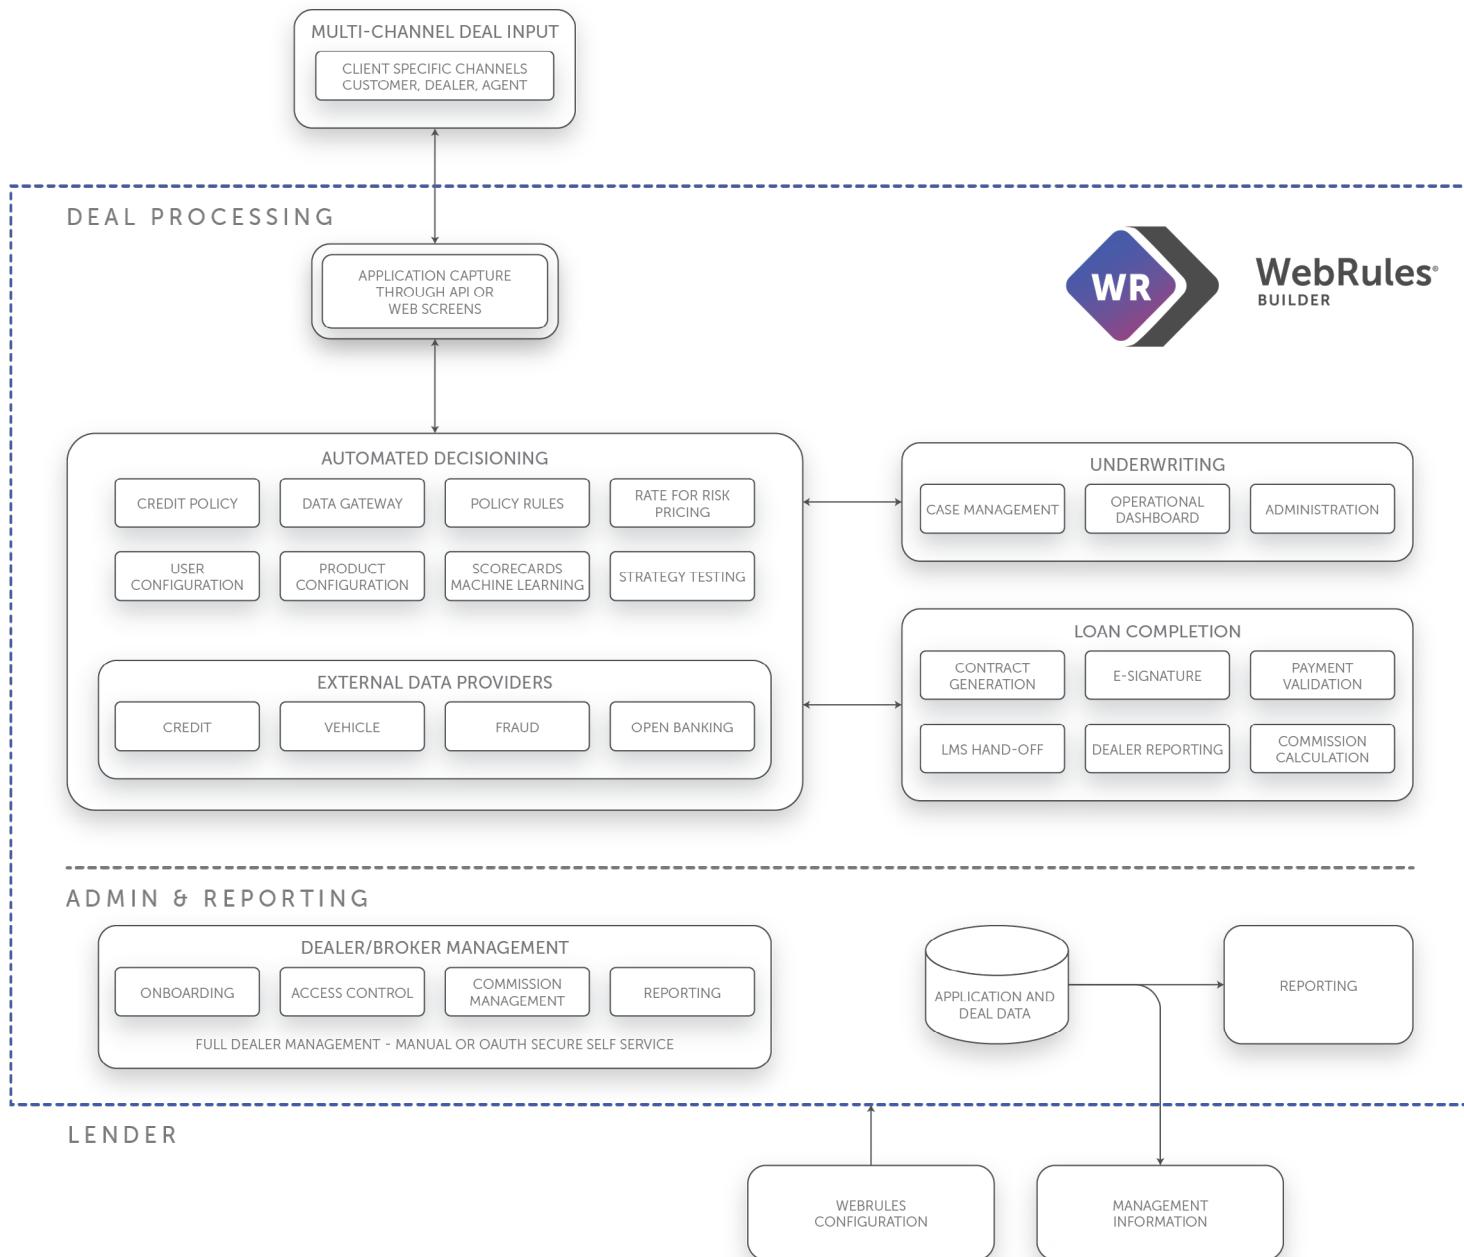 MULTI-CHANNEL DEAL INPUT
CLIENT SPECIFIC CHANNELS
CUSTOMER, DEALER, AGENT
DEAL PROCESSING
APPLICATION CAPTURE
THROUGH API OR
WEB SCREENS
WR
WebRules®
BUILDER
AUTOMATED DECISIONING
CREDIT POLICY
DATA GATEWAY
POLICY RULES
RATE FOR RISK
PRICING
USER
CONFIGURATION
PRODUCT
CONFIGURATION
SCORECARDS
MACHINE LEARNING
STRATEGY TESTING
EXTERNAL DATA PROVIDERS
CREDIT
VEHICLE
FRAUD
OPEN BANKING
UNDERWRITING
CASE MANAGEMENT
OPERATIONAL
DASHBOARD
ADMINISTRATION
LOAN COMPLETION
CONTRACT
GENERATION
E-SIGNATURE
PAYMENT
VALIDATION
LMS HAND-OFF
DEALER REPORTING
COMMISSION
CALCULATION
ADMIN & REPORTING
DEALER/BROKER MANAGEMENT
ONBOARDING
ACCESS CONTROL
COMMISSION
MANAGEMENT
REPORTING
FULL DEALER MANAGEMENT - MANUAL OR OAUTH SECURE SELF SERVICE
APPLICATION AND
DEAL DATA
REPORTING
LENDER
WEBRULES
CONFIGURATION
MANAGEMENT
INFORMATION